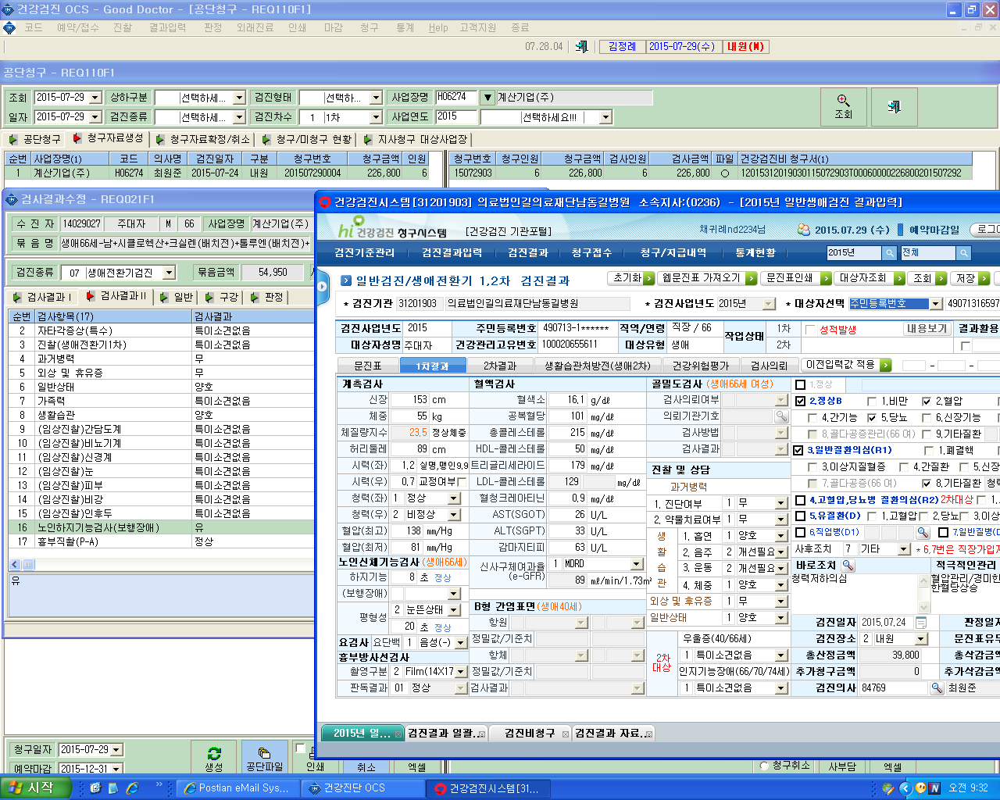 건강검진 OCS - Good Doctor - [공단청구 - REQ110F1]
코드 예약/접수 진찰 결과입력 판정 외래진료 인쇄 마감 청구 통계 Help 고객지원 종료
07.28.04 김정례 2015-07-29(수) 내원(M)
공단청구 - REQ110F1
조회 2015-07-29 상하구분 선택하세... 검진형태 선택하... 사업장명 H06274 ▼ 계산기업(주) 조회
일자 2015-07-29 검진종류 선택하세... 검진차수 1 1차 사업연도 2015 선택하세요!!!
공단청구 청구자료생성 청구자료확정/취소 청구/미청구 현황 지사청구 대상사업장
순번 사업장명(1) 코드 의사명 검진일자 구분 청구번호 청구금액 인원 청구번호 청구인원 청구금액 검사인원 검사금액 파일 건강검진비 청구서(1)
1 계산기업(주) H06274 최원준 2015-07-24 내원 201507290004 226,800 6 15072903 6 226,800 6 226,800 ○ 12015312019030115072903T0006000022680020150729​2
검사결과수정 - REQ021F1
수 진 자 14029027 주대자 M 66 사업장명 계산기업(주)
묶 음 명 생애66세-남+시클로헥산+크실렌(배치전)+톨루엔(배치전)+
검진종류 07 생애전환기검진 묶음금액 54,950
검사결과Ⅰ 검사결과Ⅱ 일반 구강 판정
순번 검사항목(17) 검사결과
2 자타각증상(특수) 특이소견없음
3 진찰(생애전환기1차) 특이소견없음
4 과거병력 무
5 외상 및 후유증 무
6 일반상태 양호
7 가족력 특이소견없음
8 생활습관 양호
9 (임상진찰)간담도계 특이소견없음
10 (임상진찰)비뇨기계 특이소견없음
11 (임상진찰)신경계 특이소견없음
12 (임상진찰)눈 특이소견없음
13 (임상진찰)피부 특이소견없음
14 (임상진찰)비강 특이소견없음
15 (임상진찰)인후두 특이소견없음
16 노인하지기능검사(보행장애) 유
17 흉부직촬(P-A) 정상
유
건강검진시스템[31201903] 의료법인길의료재단남동길병원 소속지사:(0236) - [2015년 일반생애검진 결과입력]
hi 건강검진 청구시스템 [건강검진 기관포털] 채귀례nd2234님 2015.07.29 (수) 예약마감일 로그
검진기준관리 검진결과입력 검진결과 청구접수 청구/지급내역 통계현황 2015년 전체
일반검진/생애전환기 1,2차 검진결과 초기화 웹문진표 가져오기 문진표인쇄 대상자조회 조회 저장
* 검진기관 31201903 의료법인길의료재단남동길병원 * 검진사업년도 2015년 * 대상자선택 주민등록번호 49071316597
검진사업년도 2015 주민등록번호 490713-1****** 직역/연령 직장 / 66 작업상태 1차 성적발생 내용보기 결과활용
대상자성명 주대자 건강관리고유번호 100020655611 대상유형 생애 2차
문진표 1차결과 2차결과 생활습관처방전(생애2차) 건강위험평가 검사의뢰 이전입력값 적용 - -
계측검사 혈액검사 골밀도검사 (생애66세 여성) 1.정상
신장 153 cm 혈색소 16.1 g/dℓ 검사의뢰여부 2.정상B 1.비만 2.혈압
체중 55 kg 공복혈당 101 mg/dℓ 의뢰기관기호 4.간기능 5.당뇨 6.신장기능
체질량지수 23.5 정상체중 총콜레스테롤 215 mg/dℓ 검사방법 8.골다공증관리(66 여) 9.기타질환
허리둘레 89 cm HDL-콜레스테롤 50 mg/dℓ 검사결과 3.일반질환의심(R1) 1.폐결핵
시력(좌) 1.2 실명,맹인9.9 트리글리세라이드 179 mg/dℓ 진찰 및 상담 3.이상지질혈증 4.간질환 5.신장
시력(우) 0.7 교정여부 LDL-콜레스테롤 129 mg/dℓ 과거병력 7.골다공증(66 여) 8.기타질환 청력
청력(좌) 1 정상 혈청크레아티닌 0.9 mg/dℓ 1. 진단여부 1 무 4.고혈압,당뇨병 질환의심(R2) 2차대상 1.
청력(우) 2 비정상 AST(SGOT) 26 U/L 2. 약물치료여부 1 무 5.유질환(D) 1.고혈압 2.당뇨 3.이상
혈압(최고) 138 mm/Hg ALT(SGPT) 33 U/L 생활습관 1. 흡연 1 양호 6.직업병(D1) 7.일반질병(D
혈압(최저) 81 mm/Hg 감마지티피 63 U/L 2. 음주 2 개선필요 사후조치 7 기타 * 6,7번은 직장가입자
노인신체기능검사 (생애66세) 신사구체여과율 (e-GFR) 1 MDRD 3. 운동 2 개선필요 바로조치 적극적인관리
하지기능 8 초 정상 89 mℓ/min/1.73m² 4. 체중 1 양호 청력저하의심 혈압관리/경미한
(보행장애) B형 간염표면(생애40세) 외상 및 후유증 1 무 한혈당상승
평형성 2 눈뜬상태 항원 일반상태 1 양호 검진일자 2015.07.24 판정일자
20 초 정상 정밀값/기준치 우울증(40/66세) 검진장소 2 내원 문진표유무
요검사 요단백 1 음성(-) 항체 2차대상 1 특이소견없음 총산정금액 39,800 총삭감금액
흉부방사선검사 인지기능장애(66/70/74세)
촬영구분 2 Film(14X17 정밀값/기준치 추가청구금액 0 추가삭감금액
판독결과 01 정상 검사결과 1 특이소견없음 검진의사 84769 최원준
2015년 일... 검진결과 일괄.. 검진비청구 검진결과 자료..
청구일자 2015-07-29 생성 공단파일 인쇄 취소 엑셀 청구취소 사부담 엑셀
예약마감 2015-12-31
시작 Postian eMail Sys... 건강진단 OCS 건강검진시스템[31... 오전 9:32